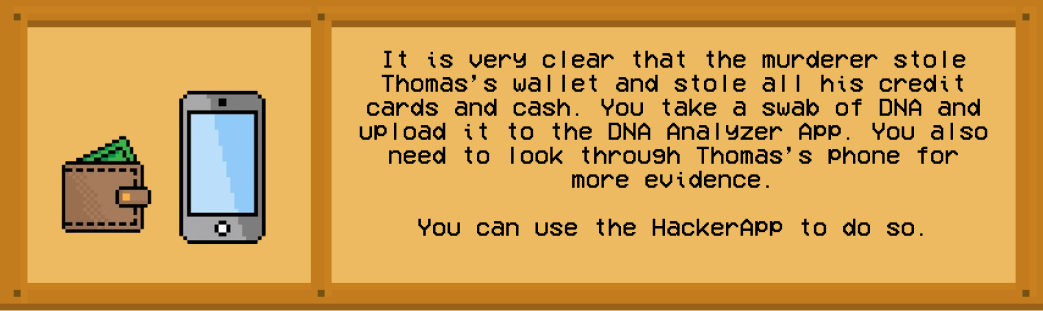 It is very clear that the murderer stole
Thomas's wallet and stole all his credit
cards and cash. You take a swab of DNA and
upload it to the DNA Analyzer App. You also
need to look through Thomas's phone for
more evidence.
You can use the HackerApp to do so.